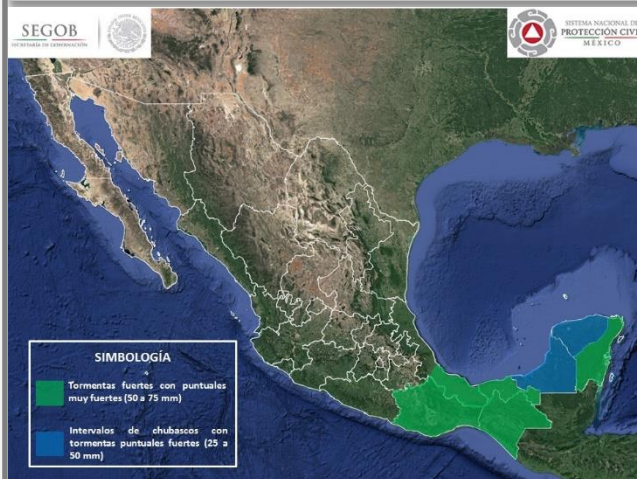 SEGOB
SECRETARÍA DE GOBERNACIÓN
SISTEMA NACIONAL DE
PROTECCIÓN CIVIL
MÉXICO
SIMBOLOGÍA
Tormentas fuertes con puntuales
muy fuertes (50 a 75 mm)
Intervalos de chubascos con
tormentas puntuales fuertes (25 a
50 mm)